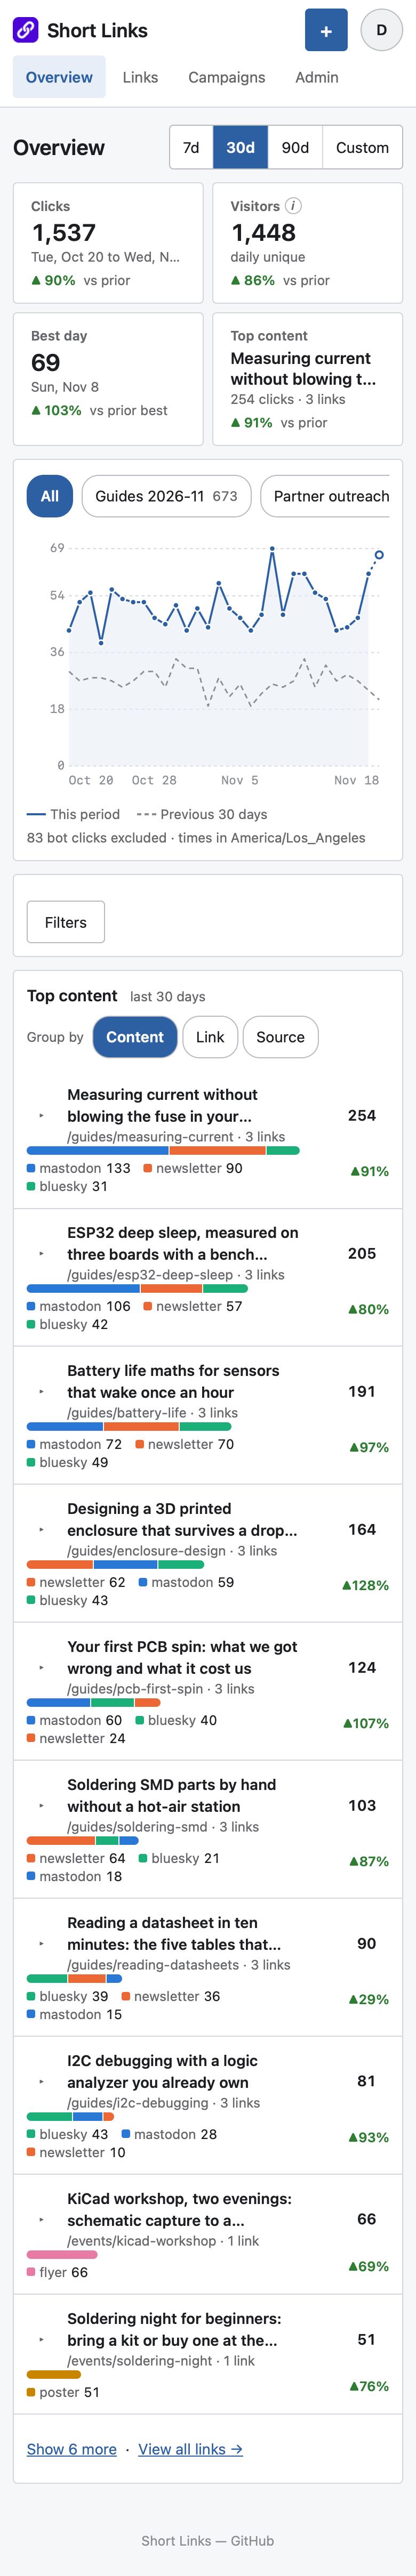 Short Links
+
D
Overview Links Campaigns Admin
Overview
7d 30d 90d Custom
Clicks
1,537
Tue, Oct 20 to Wed, N...
▲ 90% vs prior
Visitors i
1,448
daily unique
▲ 86% vs prior
Best day
69
Sun, Nov 8
▲ 103% vs prior best
Top content
Measuring current
without blowing t...
254 clicks · 3 links
▲ 91% vs prior
All Guides 2026-11 673 Partner outreach
69
54
36
18
0
Oct 20 Oct 28 Nov 5 Nov 18
This period Previous 30 days
83 bot clicks excluded · times in America/Los_Angeles
Filters
Top content last 30 days
Group by Content Link Source
Measuring current without
blowing the fuse in your...
254
/guides/measuring-current · 3 links
mastodon 133 newsletter 90
bluesky 31
▲91%
ESP32 deep sleep, measured on
three boards with a bench...
205
/guides/esp32-deep-sleep · 3 links
mastodon 106 newsletter 57
bluesky 42
▲80%
Battery life maths for sensors
that wake once an hour
191
/guides/battery-life · 3 links
mastodon 72 newsletter 70
bluesky 49
▲97%
Designing a 3D printed
enclosure that survives a drop...
164
/guides/enclosure-design · 3 links
newsletter 62 mastodon 59
bluesky 43
▲128%
Your first PCB spin: what we got
wrong and what it cost us
124
/guides/pcb-first-spin · 3 links
mastodon 60 bluesky 40
newsletter 24
▲107%
Soldering SMD parts by hand
without a hot-air station
103
/guides/soldering-smd · 3 links
newsletter 64 bluesky 21
mastodon 18
▲87%
Reading a datasheet in ten
minutes: the five tables that...
90
/guides/reading-datasheets · 3 links
bluesky 39 newsletter 36
mastodon 15
▲29%
I2C debugging with a logic
analyzer you already own
81
/guides/i2c-debugging · 3 links
bluesky 43 mastodon 28
newsletter 10
▲93%
KiCad workshop, two evenings:
schematic capture to a...
66
/events/kicad-workshop · 1 link
flyer 66
▲69%
Soldering night for beginners:
bring a kit or buy one at the...
51
/events/soldering-night · 1 link
poster 51
▲76%
Show 6 more · View all links →
Short Links — GitHub